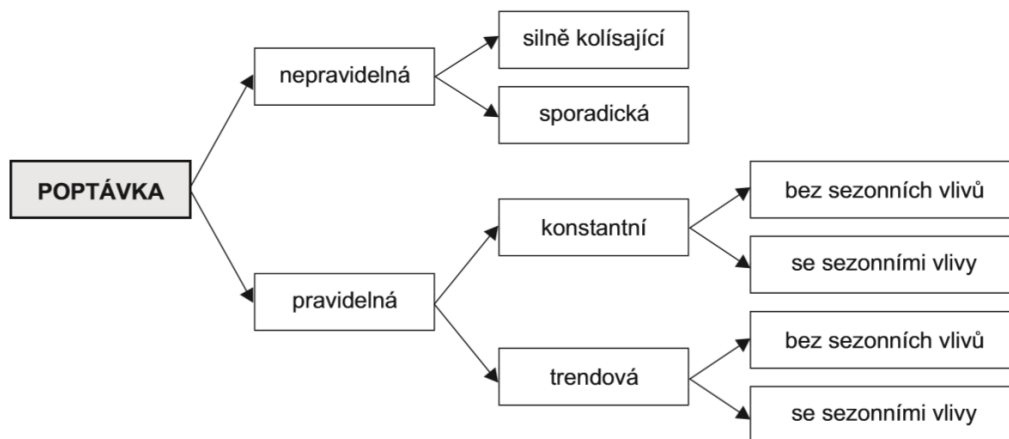 silně kolísající
nepravidelná
sporadická
POPTÁVKA
bez sezonních vlivů
konstantní
se sezonními vlivy
pravidelná
bez sezonních vlivů
trendová
se sezonními vlivy